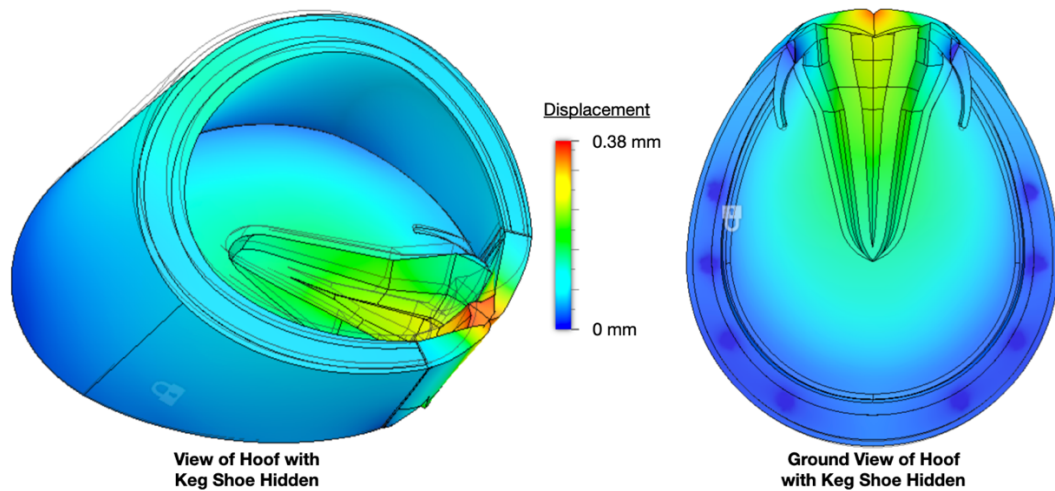 Displacement
0.38 mm
0 mm
View of Hoof with
Keg Shoe Hidden
Ground View of Hoof
with Keg Shoe Hidden